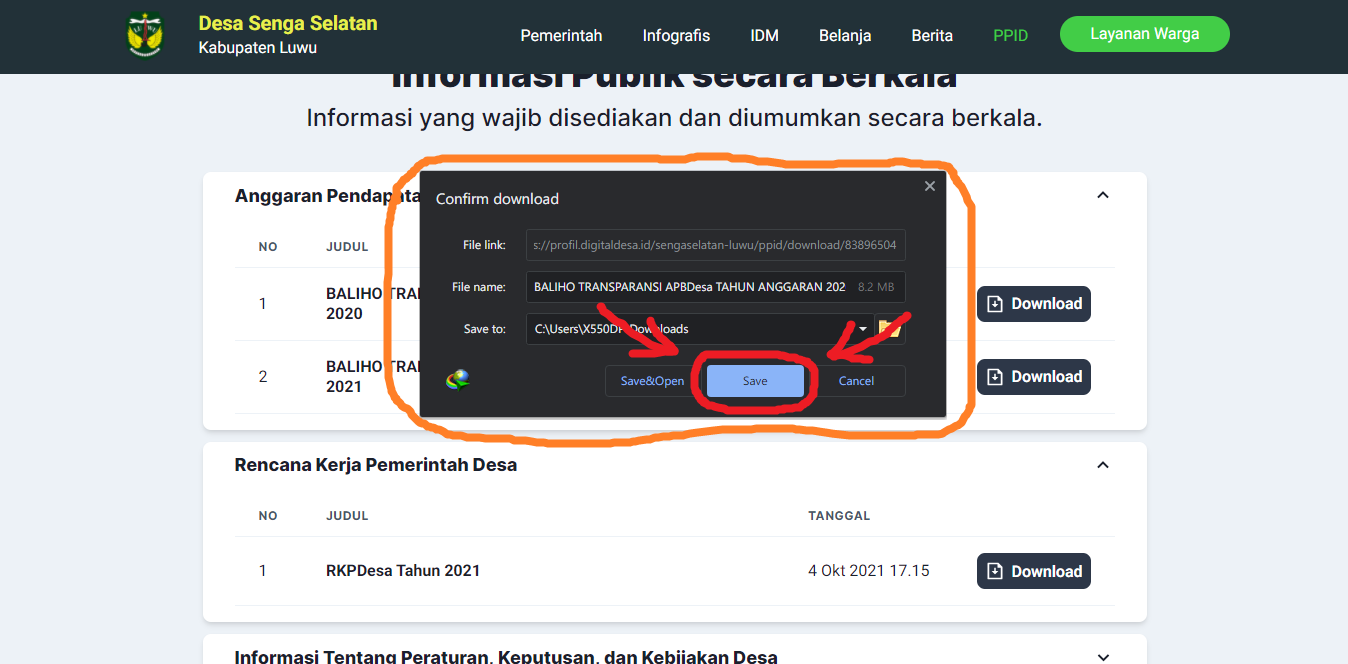 Desa Senga Selatan
Kabupaten Luwu
Pemerintah Infografis IDM Belanja Berita PPID Layanan Warga
Informasi Publik secara Berkala
Informasi yang wajib disediakan dan diumumkan secara berkala.
Anggaran Pendapata
NO JUDUL
1 BALIHO TRA
2020
Download
2 BALIHO TRA
2021
Download
Confirm download
File link: s://profil.digitaldesa.id/sengaselatan-luwu/ppid/download/83896504
File name: BALIHO TRANSPARANSI APBDesa TAHUN ANGGARAN 202 8.2 MB
Save to: C:\Users\X550DP\Downloads
Save&Open Save Cancel
Rencana Kerja Pemerintah Desa
NO JUDUL TANGGAL
1 RKPDesa Tahun 2021 4 Okt 2021 17.15 Download
Informasi Tentang Peraturan, Keputusan, dan Kebijakan Desa